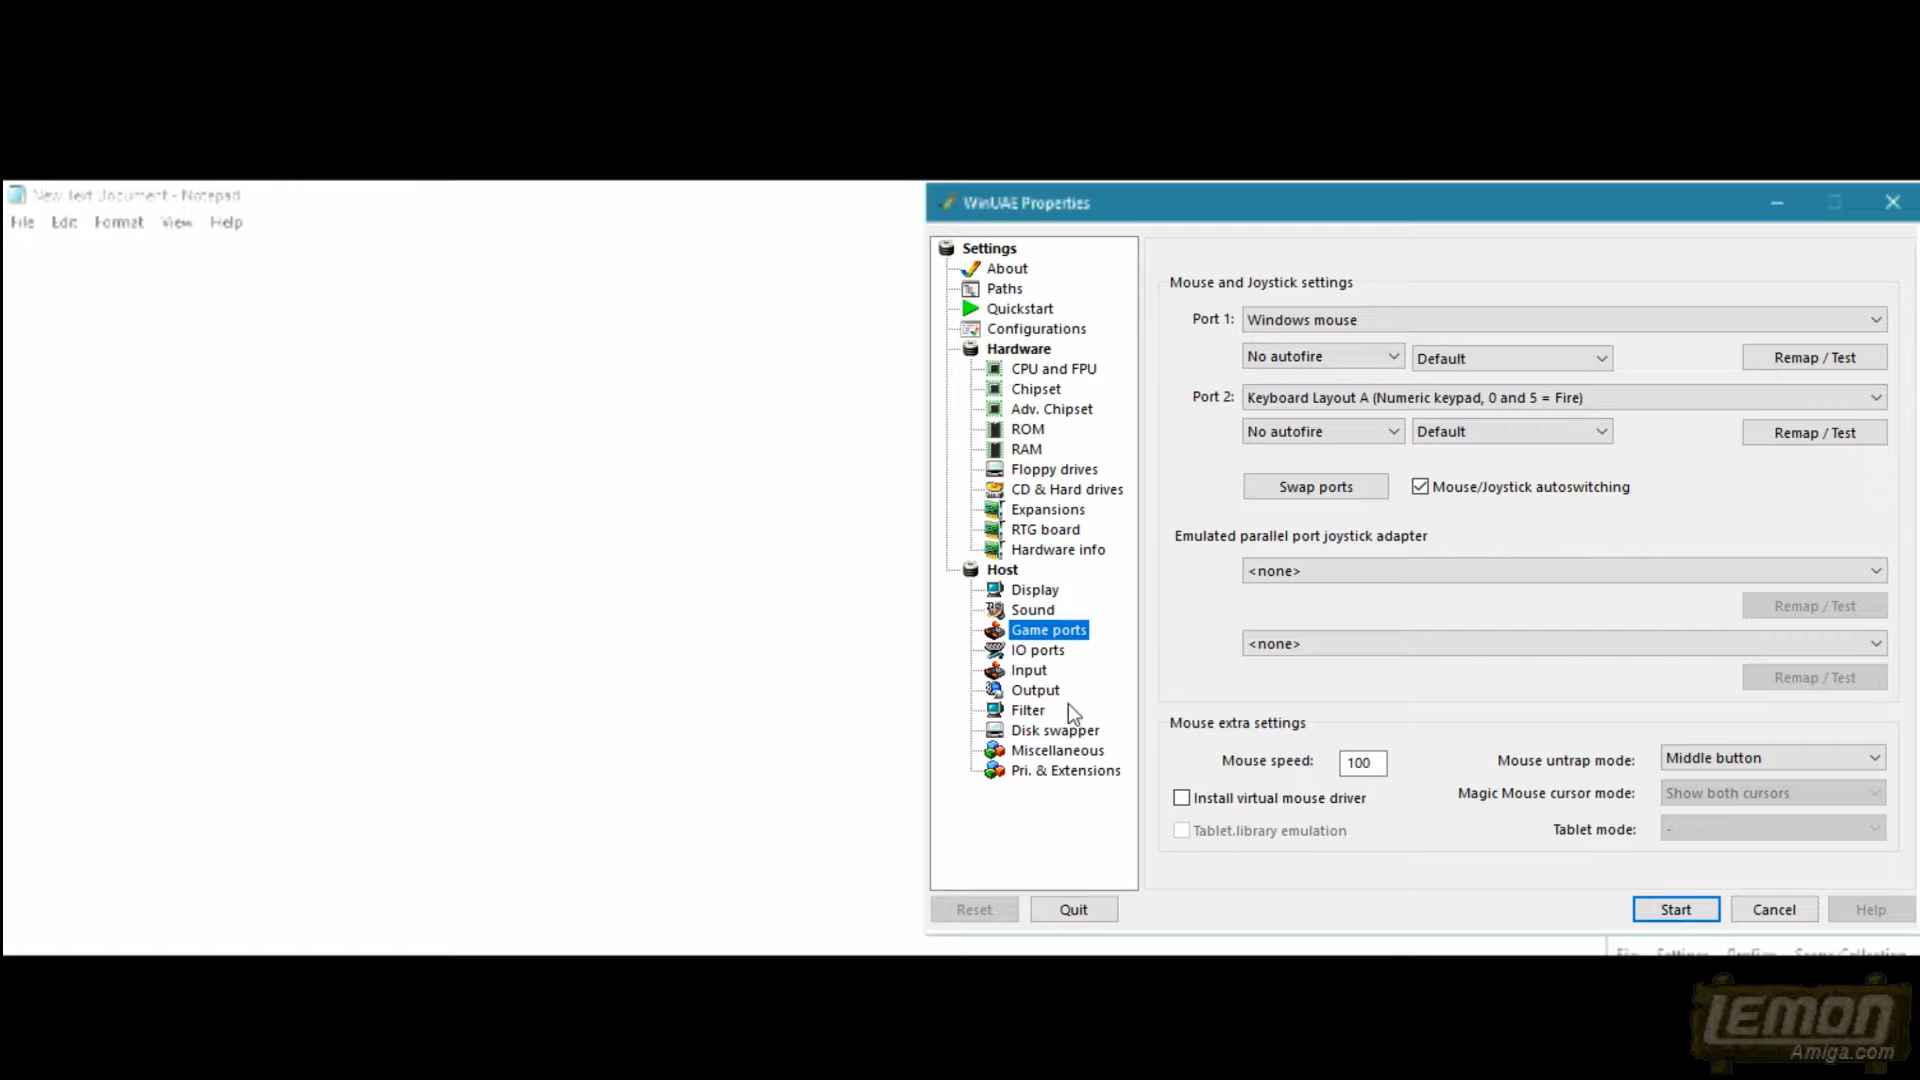 New Text Document - Notepad
File Edit Format View Help
WinUAE Properties
Settings
About
Paths
Quickstart
Configurations
Hardware
CPU and FPU
Chipset
Adv. Chipset
ROM
RAM
Floppy drives
CD & Hard drives
Expansions
RTG board
Hardware info
Host
Display
Sound
Game ports
IO ports
Input
Output
Filter
Disk swapper
Miscellaneous
Pri. & Extensions
Reset Quit
Mouse and Joystick settings
Port 1: Windows mouse
No autofire Default Remap / Test
Port 2: Keyboard Layout A (Numeric keypad, 0 and 5 = Fire)
No autofire Default Remap / Test
Swap ports Mouse/Joystick autoswitching
Emulated parallel port joystick adapter
<none>
Remap / Test
<none>
Remap / Test
Mouse extra settings
Mouse speed: 100 Mouse untrap mode: Middle button
Install virtual mouse driver Magic Mouse cursor mode: Show both cursors
Tablet.library emulation Tablet mode: -
Start Cancel Help
LEMON
Amiga.com